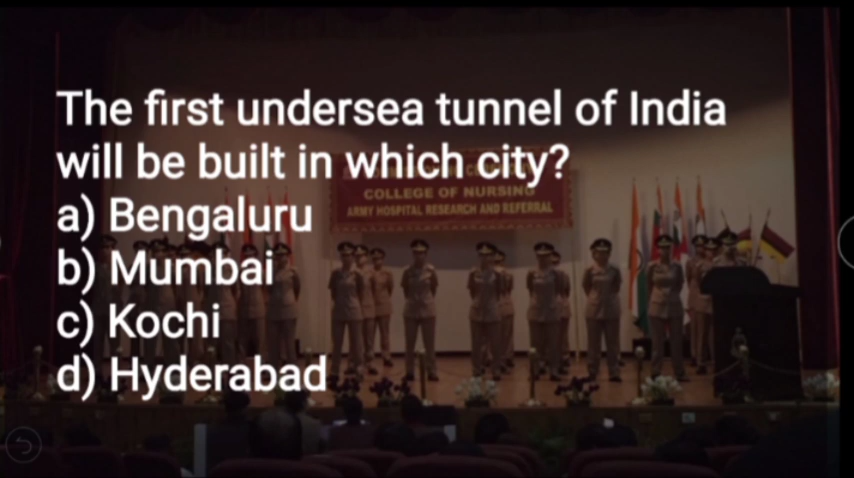 The first undersea tunnel of India
will be built in which city?
COLLEGE OF NURSING
ARMY HOSPITAL RESEARCH AND REFERRAL
a) Bengaluru
b) Mumbai
c) Kochi
d) Hyderabad